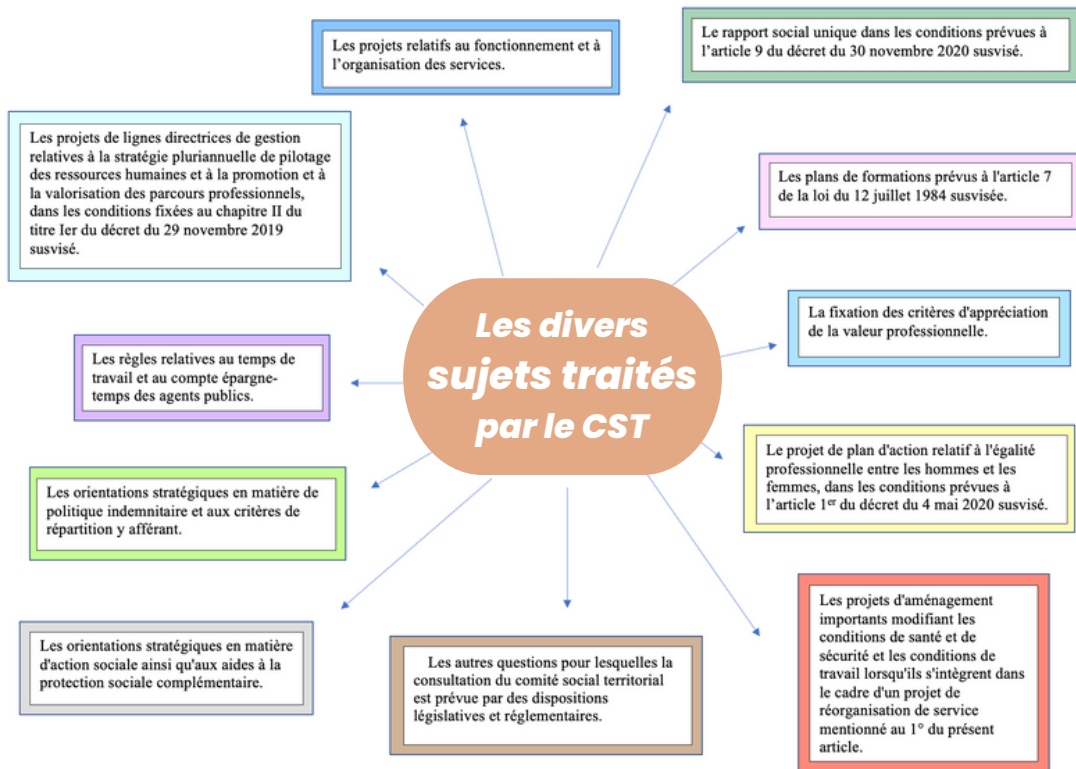 Les projets relatifs au fonctionnement et à
l'organisation des services.
Le rapport social unique dans les conditions prévues à
l'article 9 du décret du 30 novembre 2020 susvisé.
Les projets de lignes directrices de gestion
relatives à la stratégie pluriannuelle de pilotage
des ressources humaines et à la promotion et à
la valorisation des parcours professionnels,
dans les conditions fixées au chapitre II du
titre Ier du décret du 29 novembre 2019
susvisé.
Les plans de formations prévus à l'article 7
de la loi du 12 juillet 1984 susvisée.
Les divers
sujets traités
par le CST
La fixation des critères d'appréciation
de la valeur professionnelle.
Les règles relatives au temps de
travail et au compte épargne-
temps des agents publics.
Le projet de plan d'action relatif à l'égalité
professionnelle entre les hommes et les
femmes, dans les conditions prévues à
l'article 1er du décret du 4 mai 2020 susvisé.
Les orientations stratégiques en matière de
politique indemnitaire et aux critères de
répartition y afférant.
Les projets d'aménagement
importants modifiant les
conditions de santé et de
sécurité et les conditions de
travail lorsqu'ils s'intègrent dans
le cadre d'un projet de
réorganisation de service
mentionné au 1° du présent
article.
Les orientations stratégiques en matière
d'action sociale ainsi qu'aux aides à la
protection sociale complémentaire.
Les autres questions pour lesquelles la
consultation du comité social territorial
est prévue par des dispositions
législatives et réglementaires.